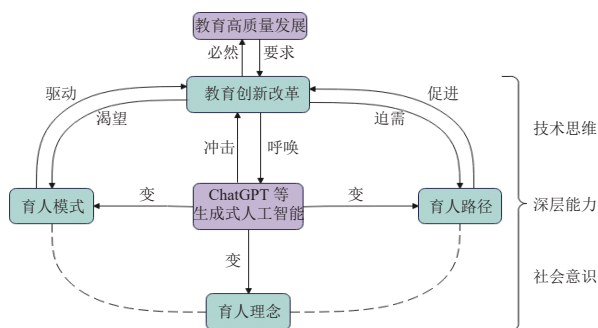 教育高质量发展
必然 要求
教育创新改革
驱动 促进
渴望 迫需
技术思维
冲击 呼唤
ChatGPT 等
生成式人工智能
变 变
育人模式 育人路径 深层能力
变
社会意识
育人理念